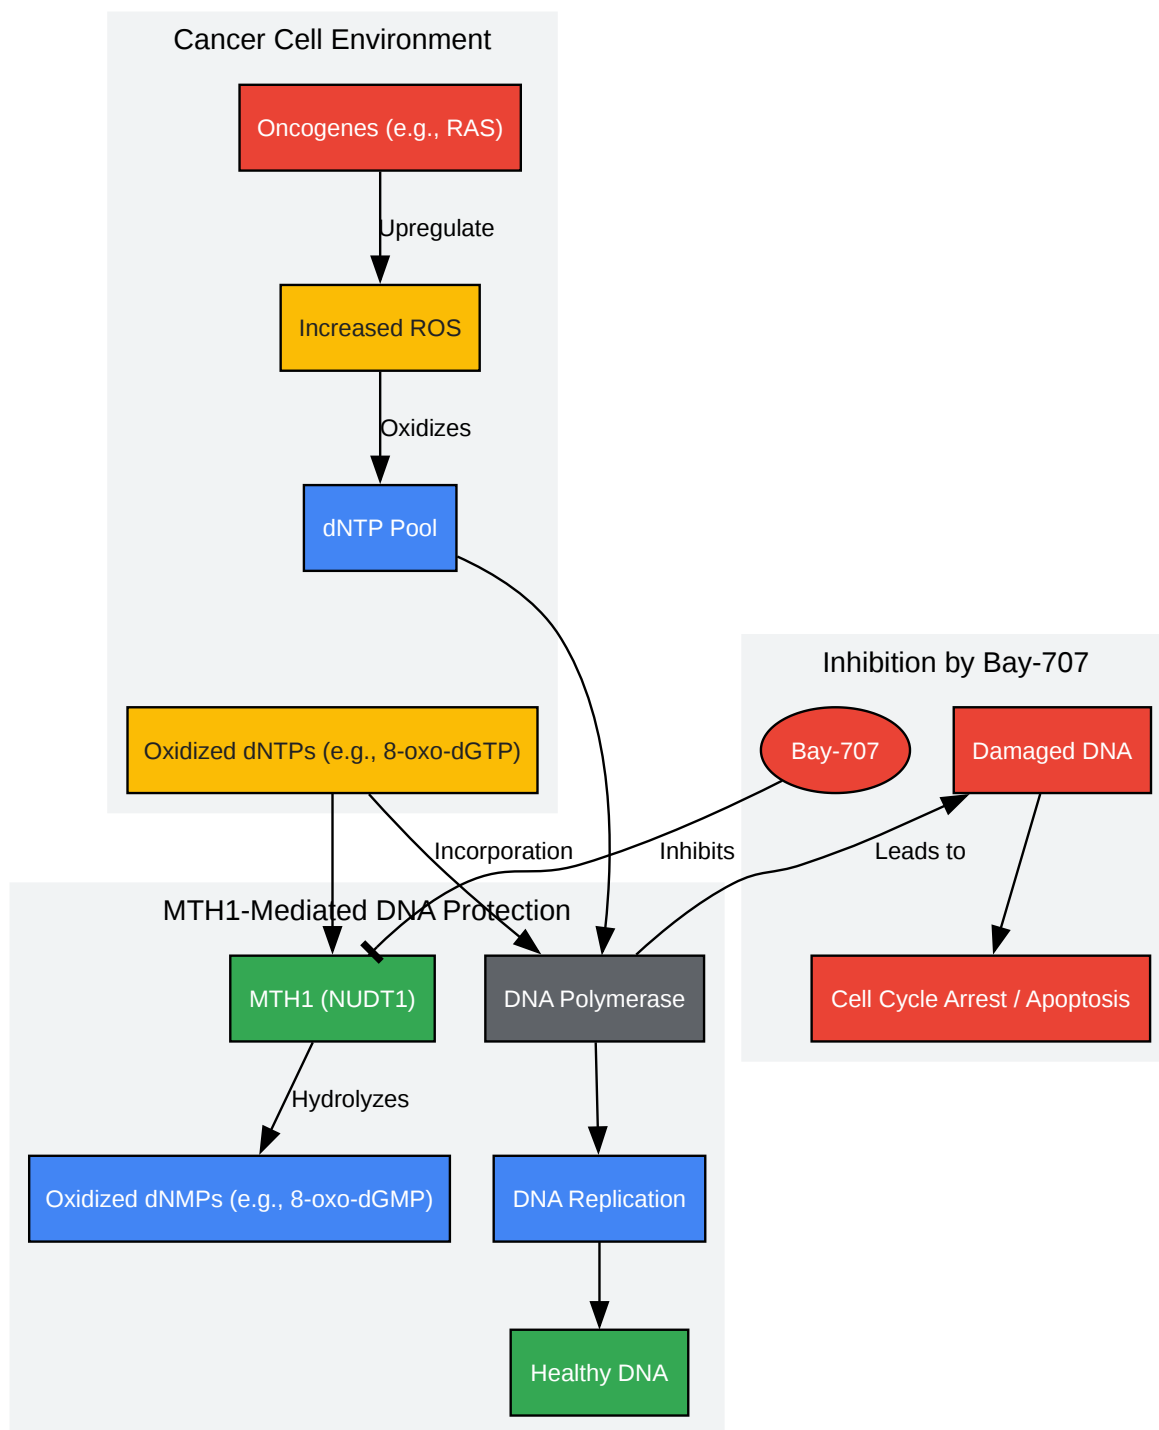 Cancer Cell Environment
Oncogenes (e.g., RAS)
Upregulate
Increased ROS
Oxidizes
dNTP Pool
Oxidized dNTPs (e.g., 8-oxo-dGTP)
Inhibition by Bay-707
Bay-707
Damaged DNA
Incorporation
Inhibits
Leads to
MTH1-Mediated DNA Protection
MTH1 (NUDT1)
DNA Polymerase
Cell Cycle Arrest / Apoptosis
Hydrolyzes
Oxidized dNMPs (e.g., 8-oxo-dGMP)
DNA Replication
Healthy DNA